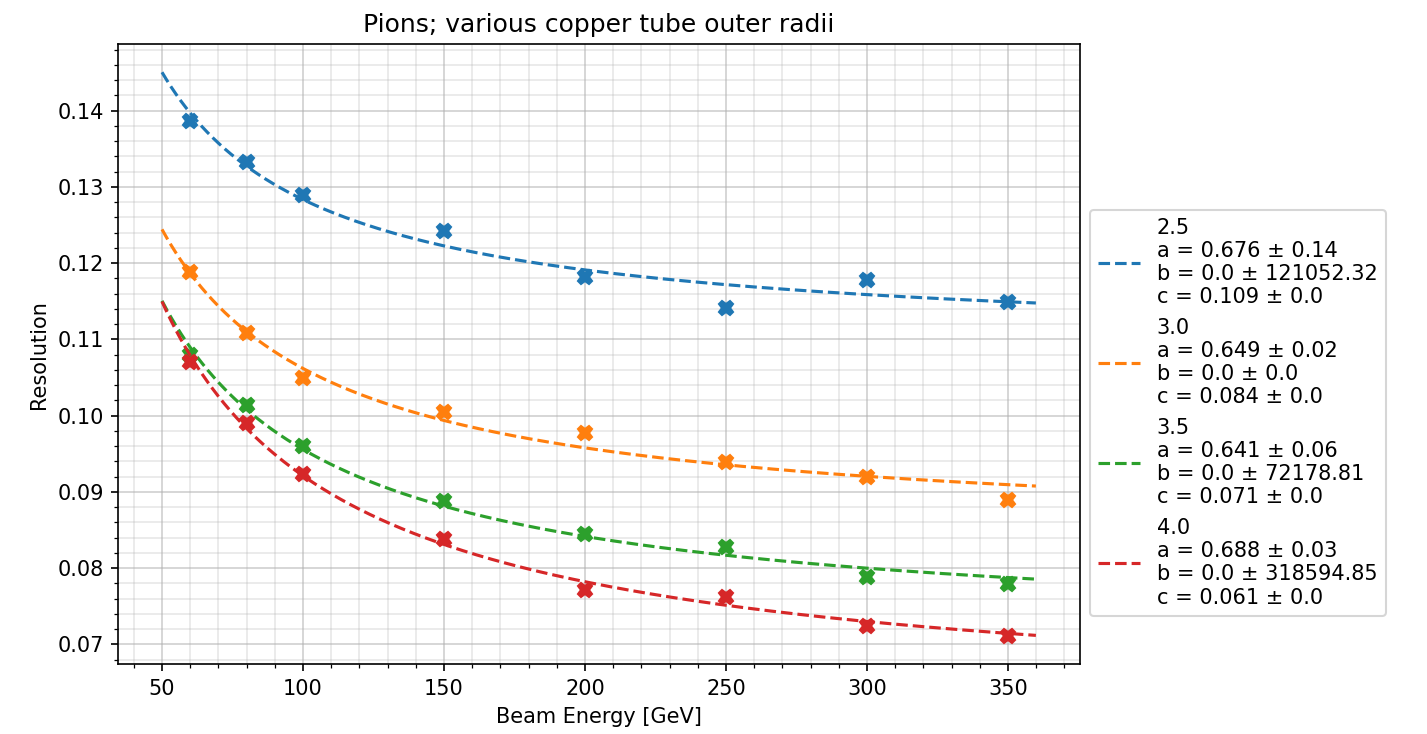 Pions; various copper tube outer radii
Resolution
0.14
0.13
0.12
0.11
0.10
0.09
0.08
0.07
50 100 150 200 250 300 350
Beam Energy [GeV]
2.5
a = 0.676 ± 0.14
b = 0.0 ± 121052.32
c = 0.109 ± 0.0
3.0
a = 0.649 ± 0.02
b = 0.0 ± 0.0
c = 0.084 ± 0.0
3.5
a = 0.641 ± 0.06
b = 0.0 ± 72178.81
c = 0.071 ± 0.0
4.0
a = 0.688 ± 0.03
b = 0.0 ± 318594.85
c = 0.061 ± 0.0